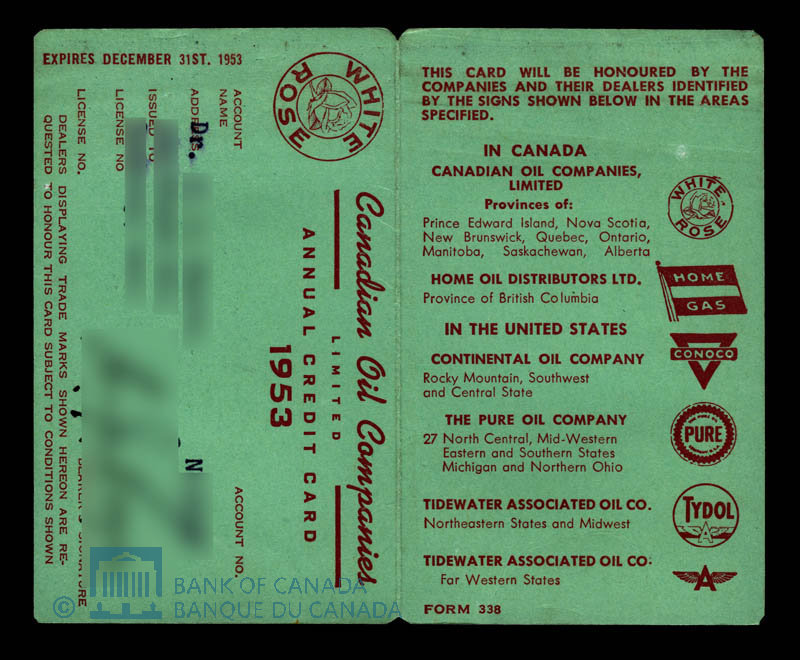 EXPIRES DECEMBER 31ST. 1953
WHITE
ROSE
Canadian Oil Companies
LIMITED
ANNUAL CREDIT CARD
1953
ACCOUNT
NAME
ACCOUNT NO.
Dr.
N
ISSUED TO
LICENSE NO.
LICENSE NO.
BEARER'S SIGNATURE
DEALERS DISPLAYING TRADE MARKS SHOWN HEREON ARE RE-
QUESTED TO HONOUR THIS CARD SUBJECT TO CONDITIONS SHOWN
THIS CARD WILL BE HONOURED BY THE
COMPANIES AND THEIR DEALERS IDENTIFIED
BY THE SIGNS SHOWN BELOW IN THE AREAS
SPECIFIED.
IN CANADA
CANADIAN OIL COMPANIES,
LIMITED
Provinces of:
Prince Edward Island, Nova Scotia,
New Brunswick, Quebec, Ontario,
Manitoba, Saskachewan, Alberta
WHITE
ROSE
HOME OIL DISTRIBUTORS LTD.
Province of British Columbia
HOME
GAS
IN THE UNITED STATES
CONTINENTAL OIL COMPANY
Rocky Mountain, Southwest
and Central State
CONOCO
THE PURE OIL COMPANY
27 North Central, Mid-Western
Eastern and Southern States
Michigan and Northern Ohio
PURE
TIDEWATER ASSOCIATED OIL CO.
Northeastern States and Midwest
TYDOL
A
TIDEWATER ASSOCIATED OIL CO.
Far Western States
A
FORM 338
© BANK OF CANADA
BANQUE DU CANADA